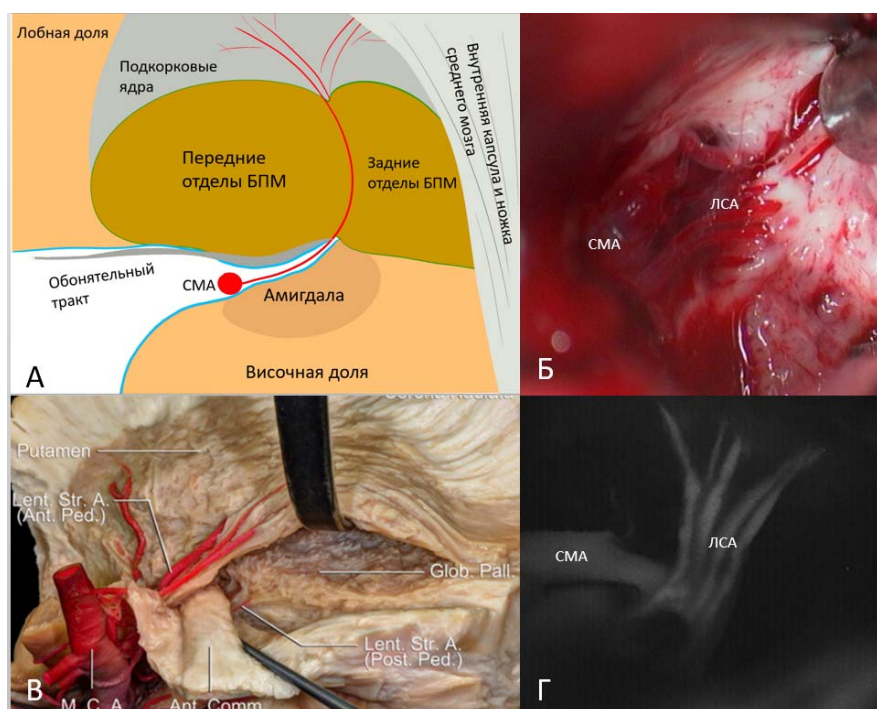 Лобная доля
Подкорковые
ядра
Передние
отделы БПМ
Задние
отделы БПМ
Внутренняя капсула и ножка
среднего мозга
Обонятельный
тракт
СМА
Амигдала
Височная доля
А
СМА
ЛСА
Б
Corona Radiata
Putamen
Lent. Str. A.
(Ant. Ped.)
Glob. Pall.
Lent. Str. A.
(Post. Ped.)
M. C. A.
Ant. Comm.
В
СМА
ЛСА
Г